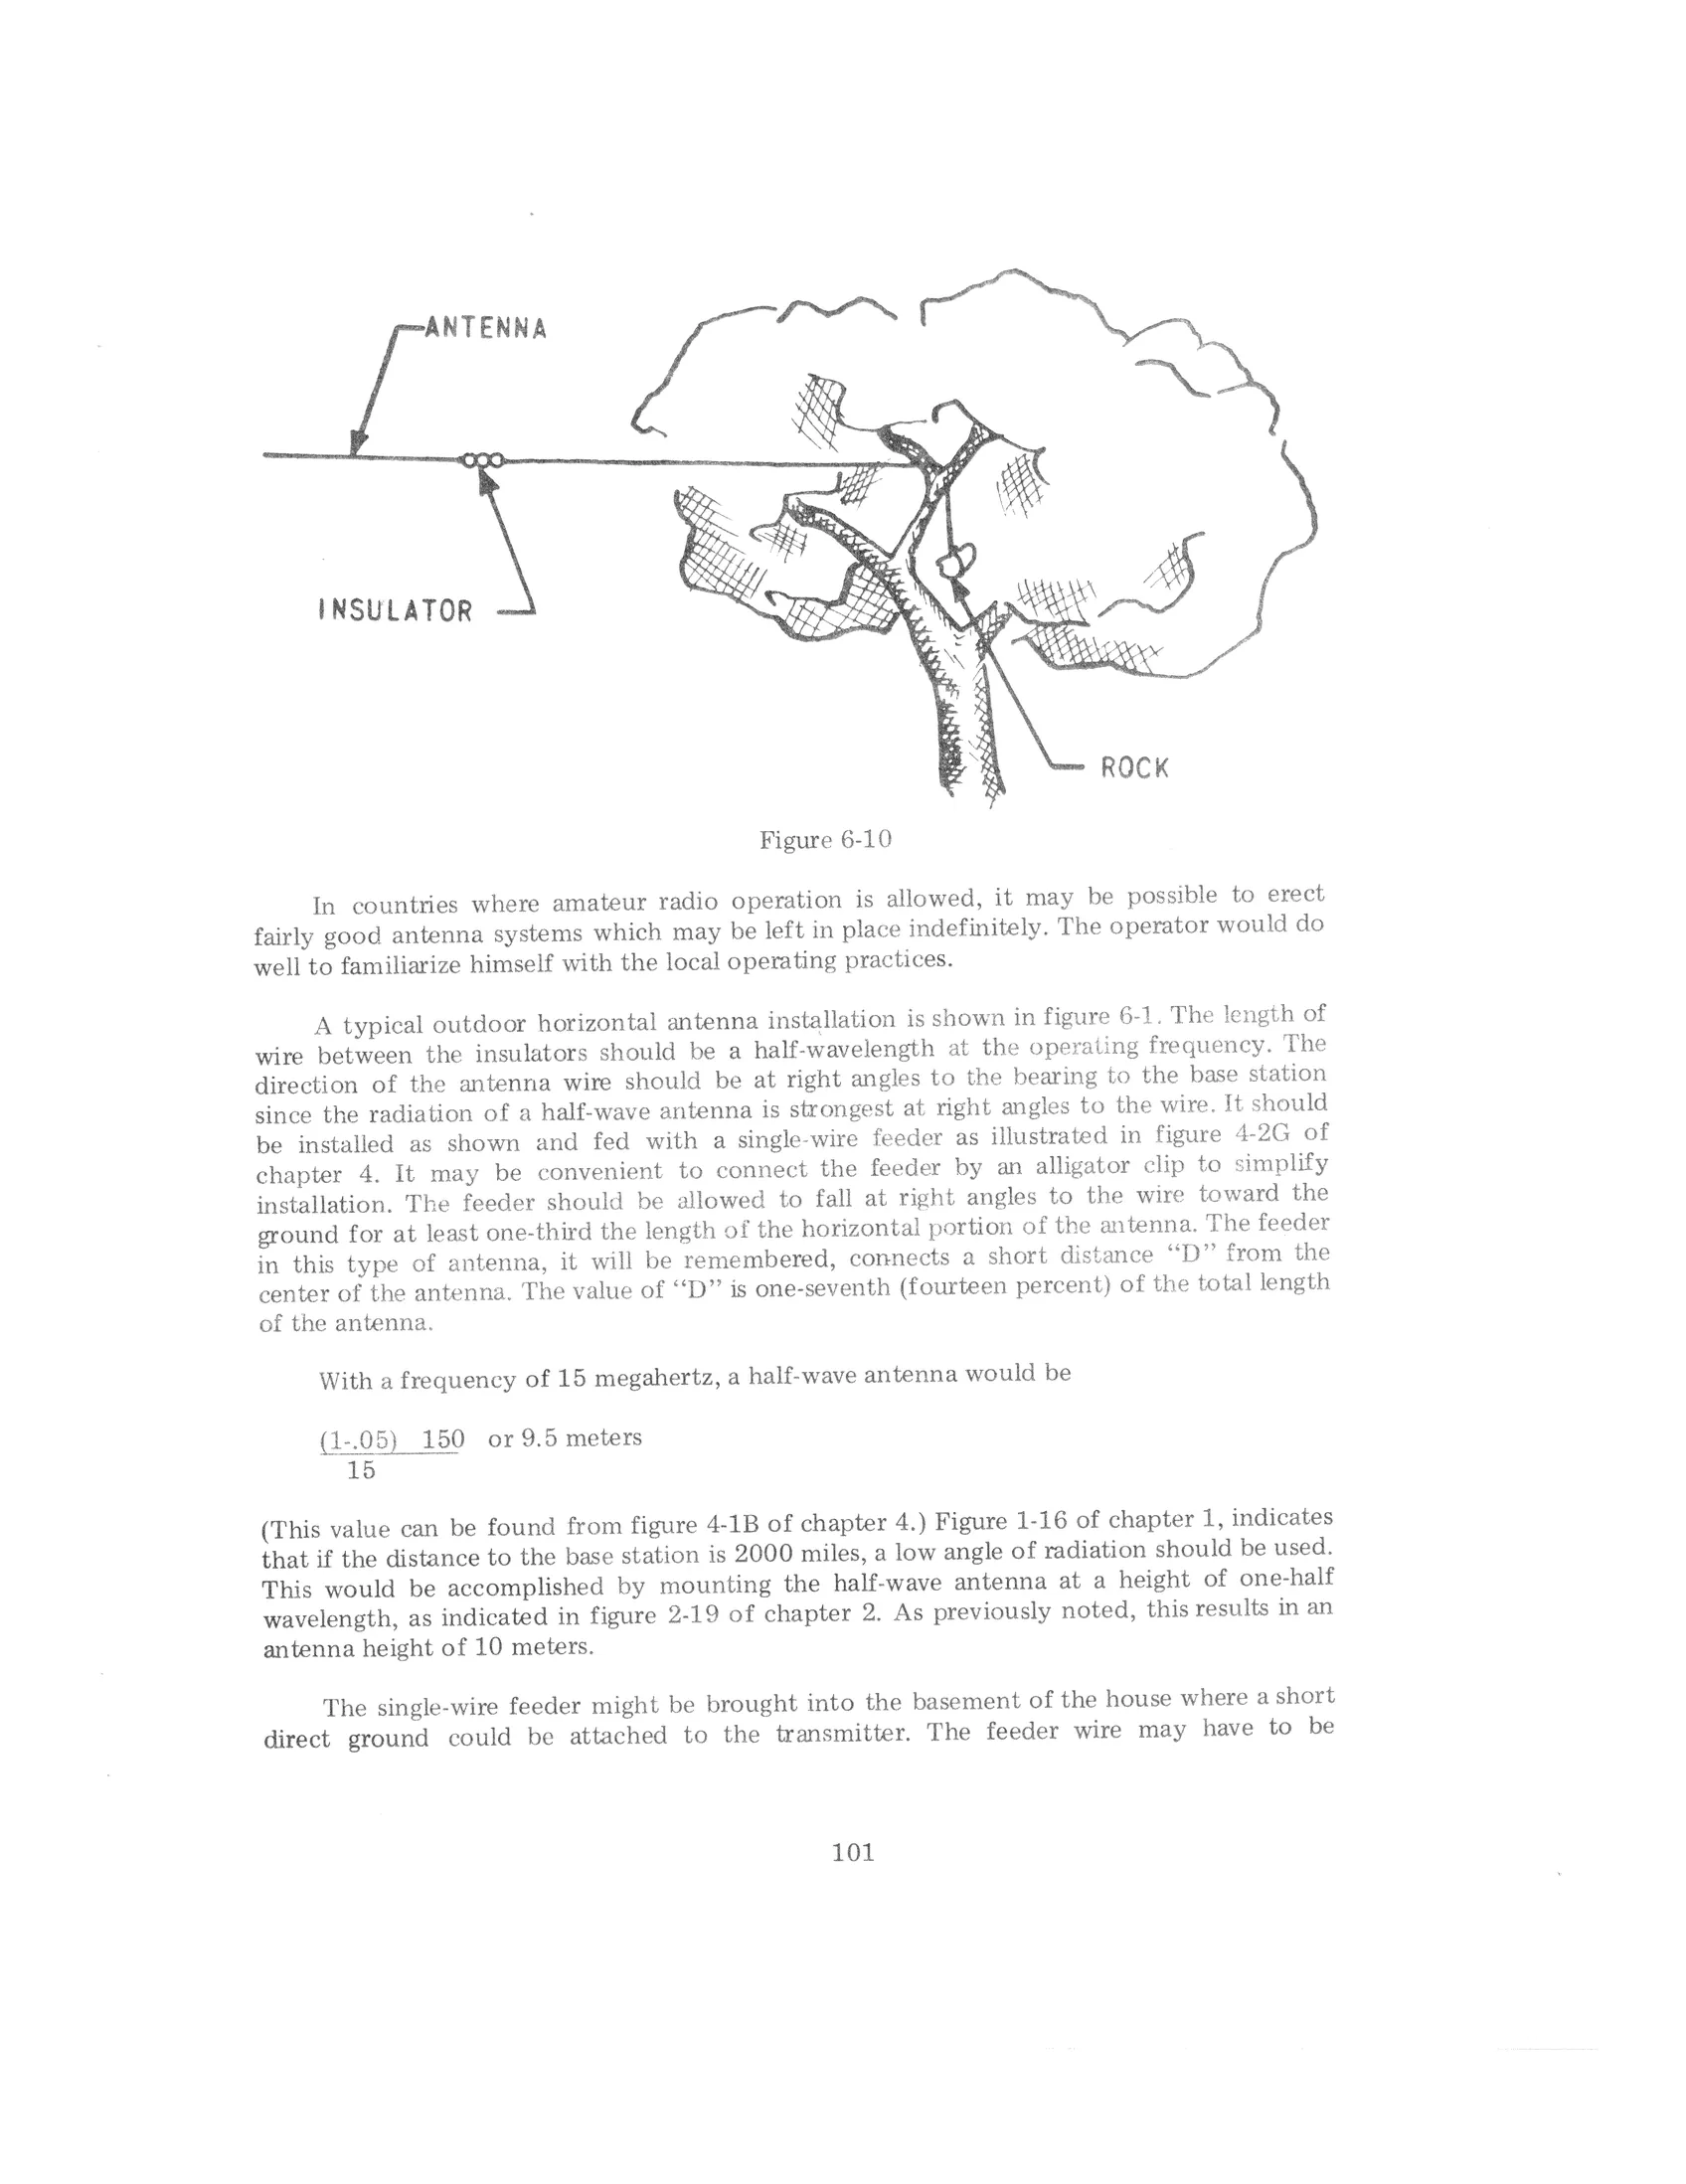 ANTENNA
INSULATOR
ROCK
Figure 6-10
In countries where amateur radio operation is allowed, it may be possible to erect
fairly good antenna systems which may be left in place indefinitely. The operator would do
well to familiarize himself with the local operating practices.
A typical outdoor horizontal antenna installation is shown in figure 6-1. The length of
wire between the insulators should be a half-wavelength at the operating frequency. The
direction of the antenna wire should be at right angles to the bearing to the base station
since the radiation of a half-wave antenna is strongest at right angles to the wire. It should
be installed as shown and fed with a single-wire feeder as illustrated in figure 4-2G of
chapter 4. It may be convenient to connect the feeder by an alligator clip to simplify
installation. The feeder should be allowed to fall at right angles to the wire toward the
ground for at least one-third the length of the horizontal portion of the antenna. The feeder
in this type of antenna, it will be remembered, connects a short distance “D” from the
center of the antenna. The value of “D” is one-seventh (fourteen percent) of the total length
of the antenna.
With a frequency of 15 megahertz, a half-wave antenna would be
(1-.05) 150 or 9.5 meters
15
(This value can be found from figure 4-1B of chapter 4.) Figure 1-16 of chapter 1, indicates
that if the distance to the base station is 2000 miles, a low angle of radiation should be used.
This would be accomplished by mounting the half-wave antenna at a height of one-half
wavelength, as indicated in figure 2-19 of chapter 2. As previously noted, this results in an
antenna height of 10 meters.
The single-wire feeder might be brought into the basement of the house where a short
direct ground could be attached to the transmitter. The feeder wire may have to be
101